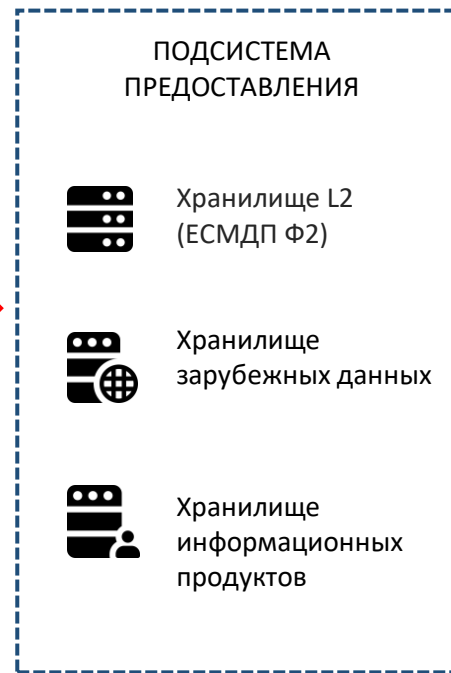 ПОДСИСТЕМА
ПРЕДОСТАВЛЕНИЯ
Хранилище L2
(ЕСМДП Ф2)
Хранилище
зарубежных данных
Хранилище
информационных
продуктов